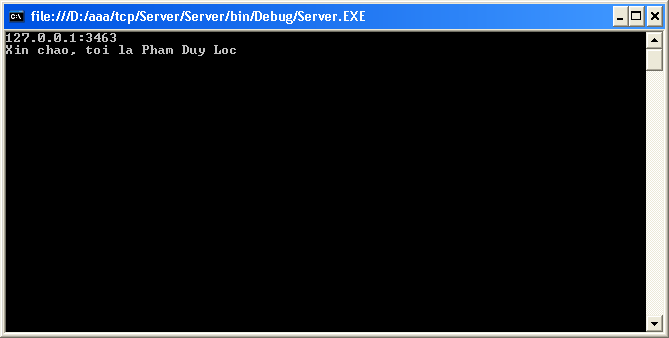 file:///D:/aaa/tcp/Server/Server/bin/Debug/Server.EXE
127.0.0.1:3463
Xin chao, toi la Pham Duy Loc